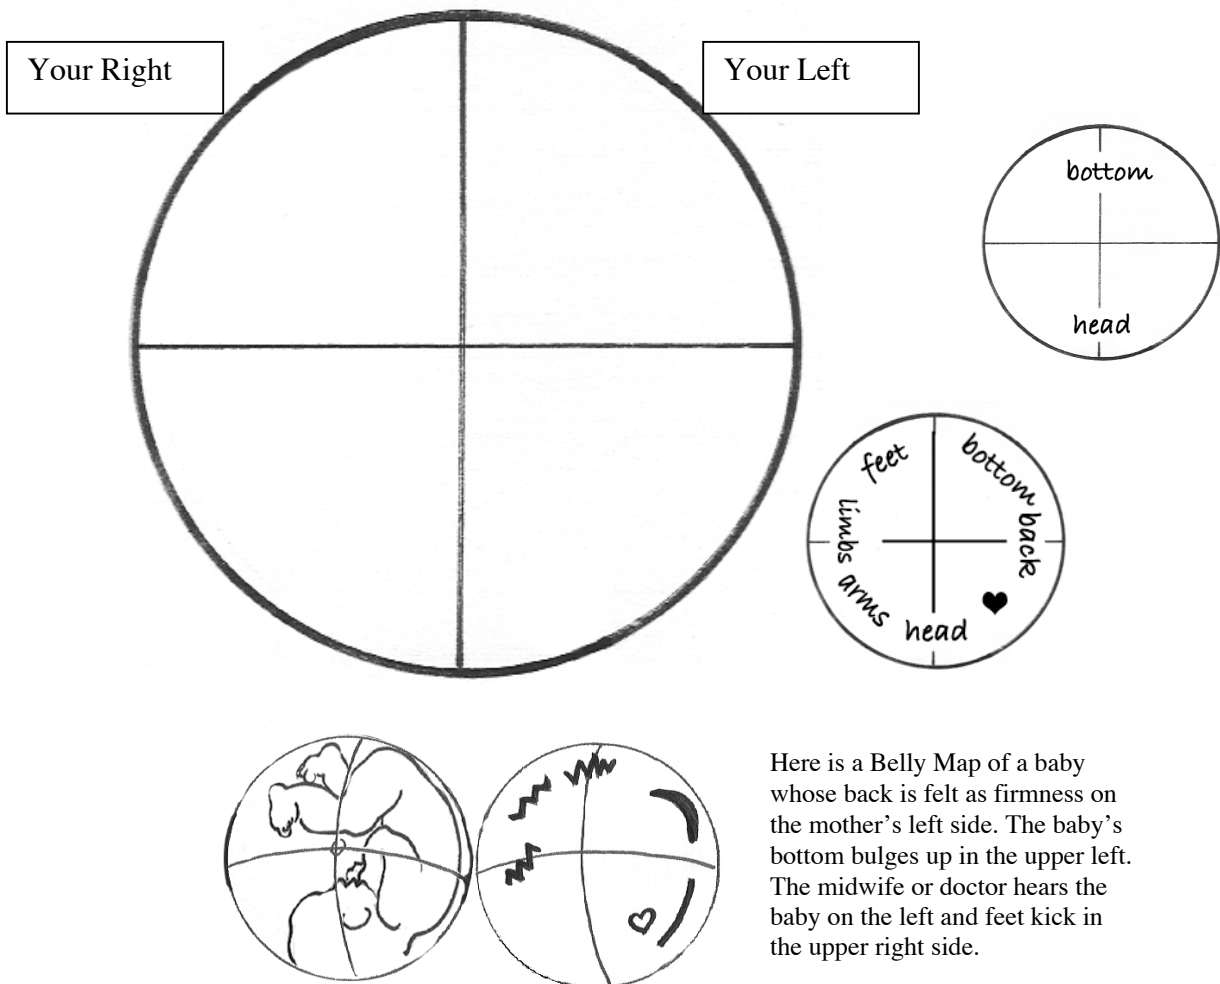 Your Right
Your Left
bottom
head
feet
bottom
limbs
back
arms
head
Here is a Belly Map of a baby
whose back is felt as firmness on
the mother’s left side. The baby’s
bottom bulges up in the upper left.
The midwife or doctor hears the
baby on the left and feet kick in
the upper right side.